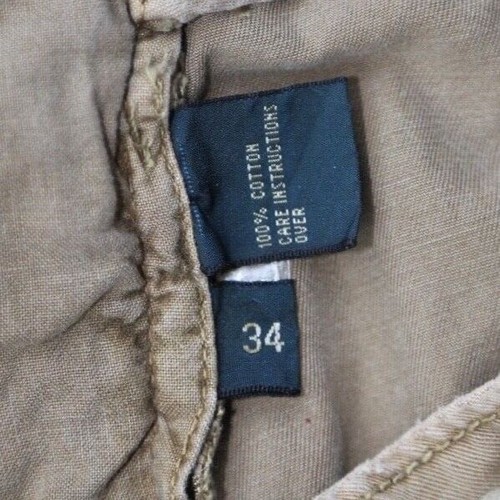 100% COTTON
CARE INSTRUCTIONS
OVER
34